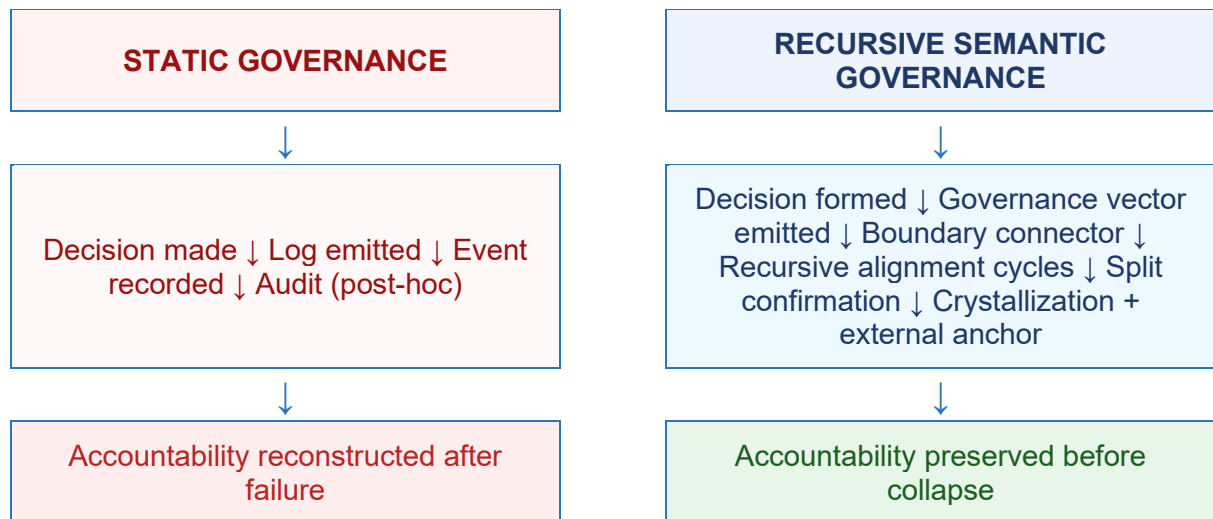 STATIC GOVERNANCE
↓
Decision made ↓ Log emitted ↓ Event
recorded ↓ Audit (post-hoc)
↓
Accountability reconstructed after
failure
RECURSIVE SEMANTIC
GOVERNANCE
↓
Decision formed ↓ Governance vector
emitted ↓ Boundary connector ↓
Recursive alignment cycles ↓ Split
confirmation ↓ Crystallization +
external anchor
↓
Accountability preserved before
collapse